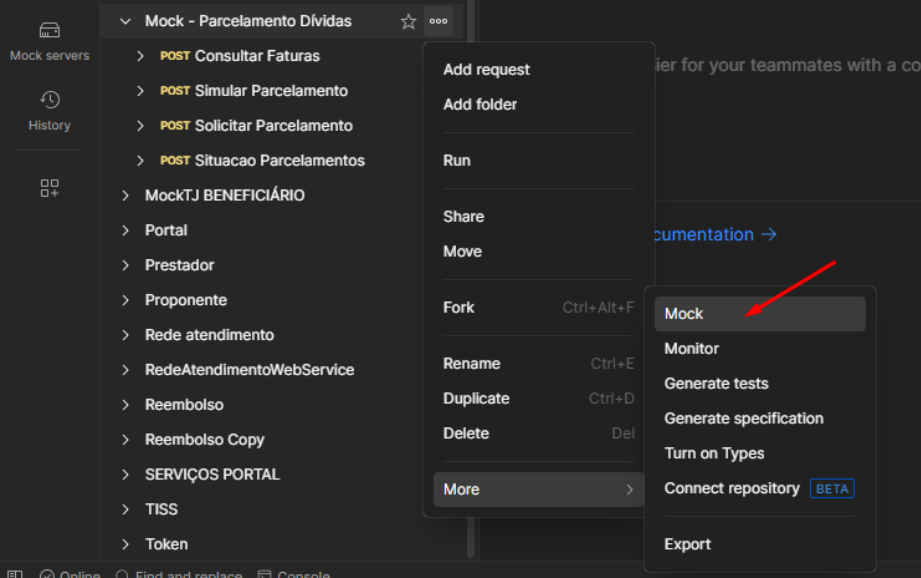 Mock servers
History
Mock - Parcelamento Dívidas
POST Consultar Faturas
POST Simular Parcelamento
POST Solicitar Parcelamento
POST Situacao Parcelamentos
MockTJ BENEFICIÁRIO
Portal
Prestador
Proponente
Rede atendimento
RedeAtendimentoWebService
Reembolso
Reembolso Copy
SERVIÇOS PORTAL
TISS
Token
Add request
Add folder
Run
Share
Move
Fork Ctrl+Alt+F
Rename Ctrl+E
Duplicate Ctrl+D
Delete Del
More
for your teammates with a
cumentation →
Mock
Monitor
Generate tests
Generate specification
Turn on Types
Connect repository BETA
Export
Online Find and replace Console